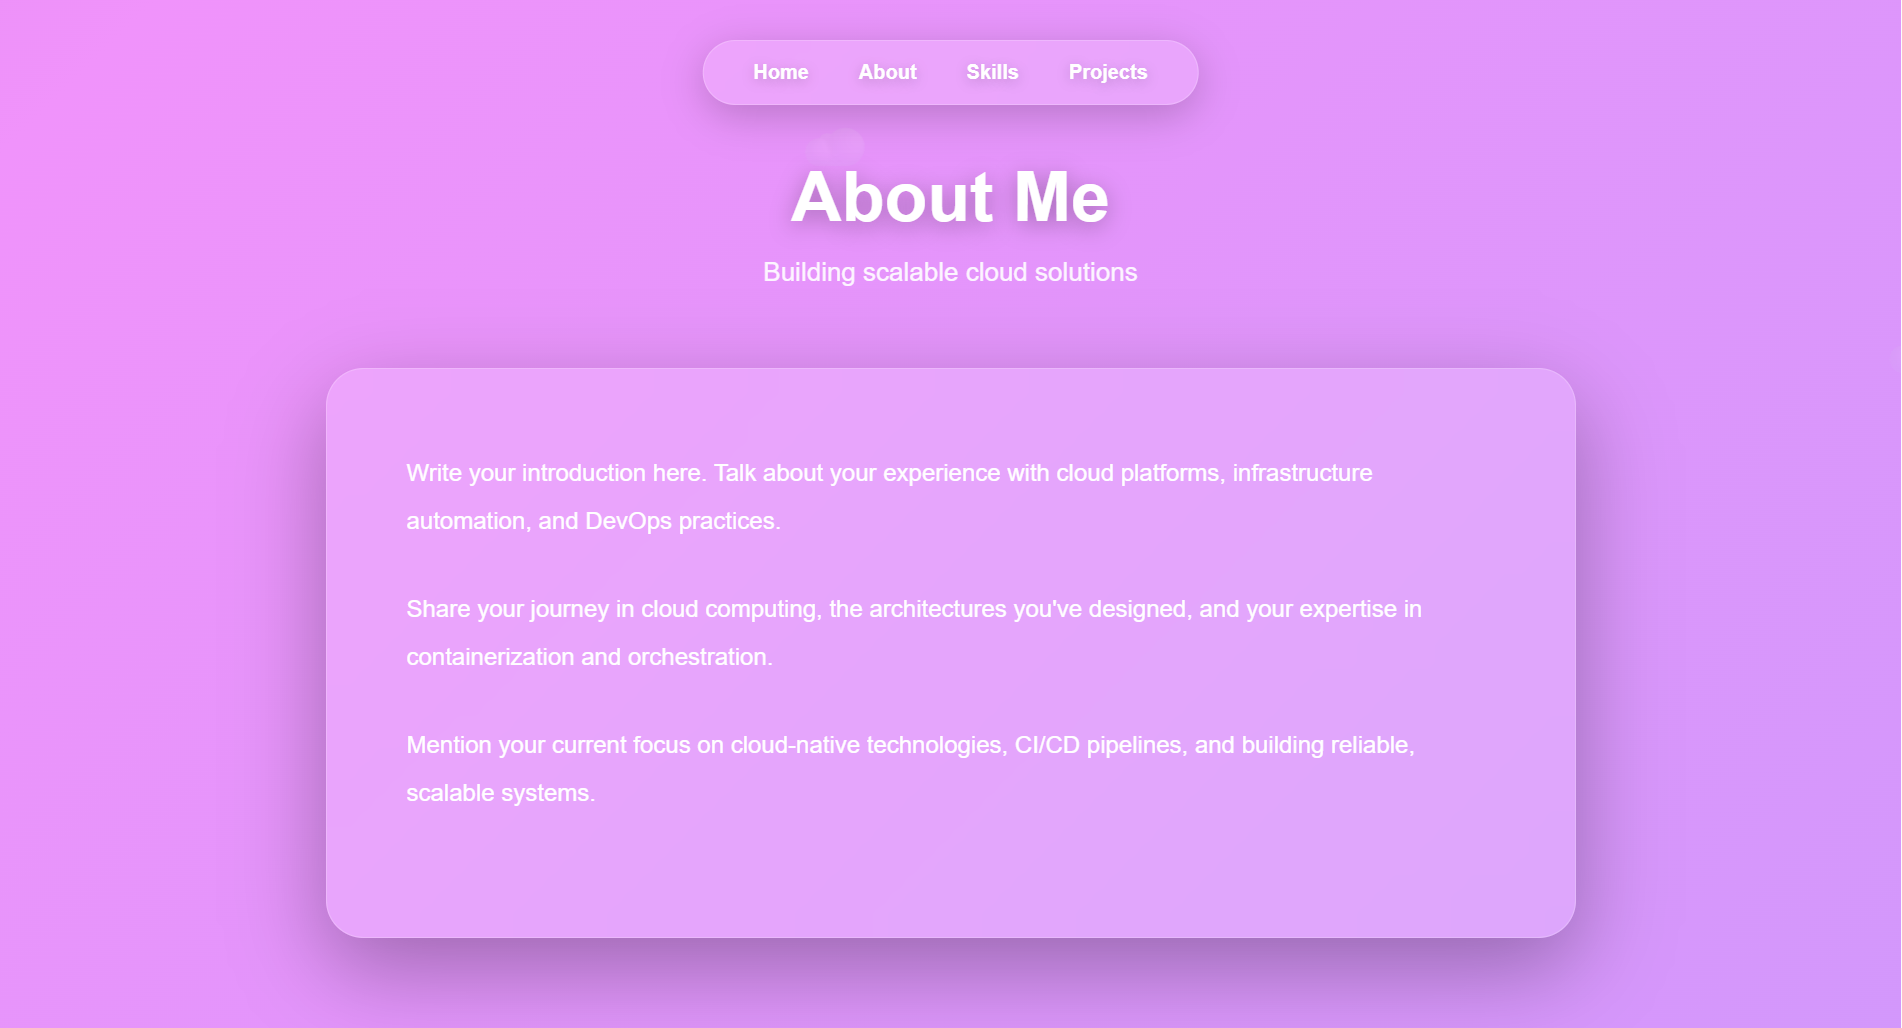 Home About Skills Projects
About Me
Building scalable cloud solutions
Write your introduction here. Talk about your experience with cloud platforms, infrastructure
automation, and DevOps practices.
Share your journey in cloud computing, the architectures you've designed, and your expertise in
containerization and orchestration.
Mention your current focus on cloud-native technologies, CI/CD pipelines, and building reliable,
scalable systems.